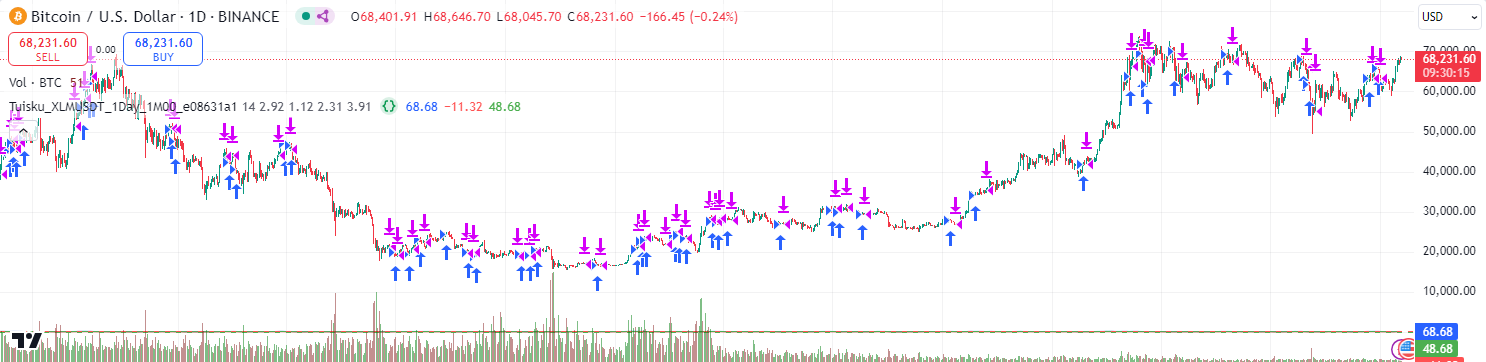 Bitcoin / U.S. Dollar · 1D · BINANCE O68,401.91 H68,646.70 L68,045.70 C68,231.60 −166.45 (−0.24%) USD
68,231.60 SELL 0.00 68,231.60 BUY
Vol · BTC 51
Tuisku_XLMUSDT_1Day_1M00_e08631a1 14 2.92 1.12 2.31 3.91 {} 68.68 −11.32 48.68
70,000.00
68,231.60
09:30:15
60,000.00
50,000.00
40,000.00
30,000.00
20,000.00
10,000.00
68.68
48.68